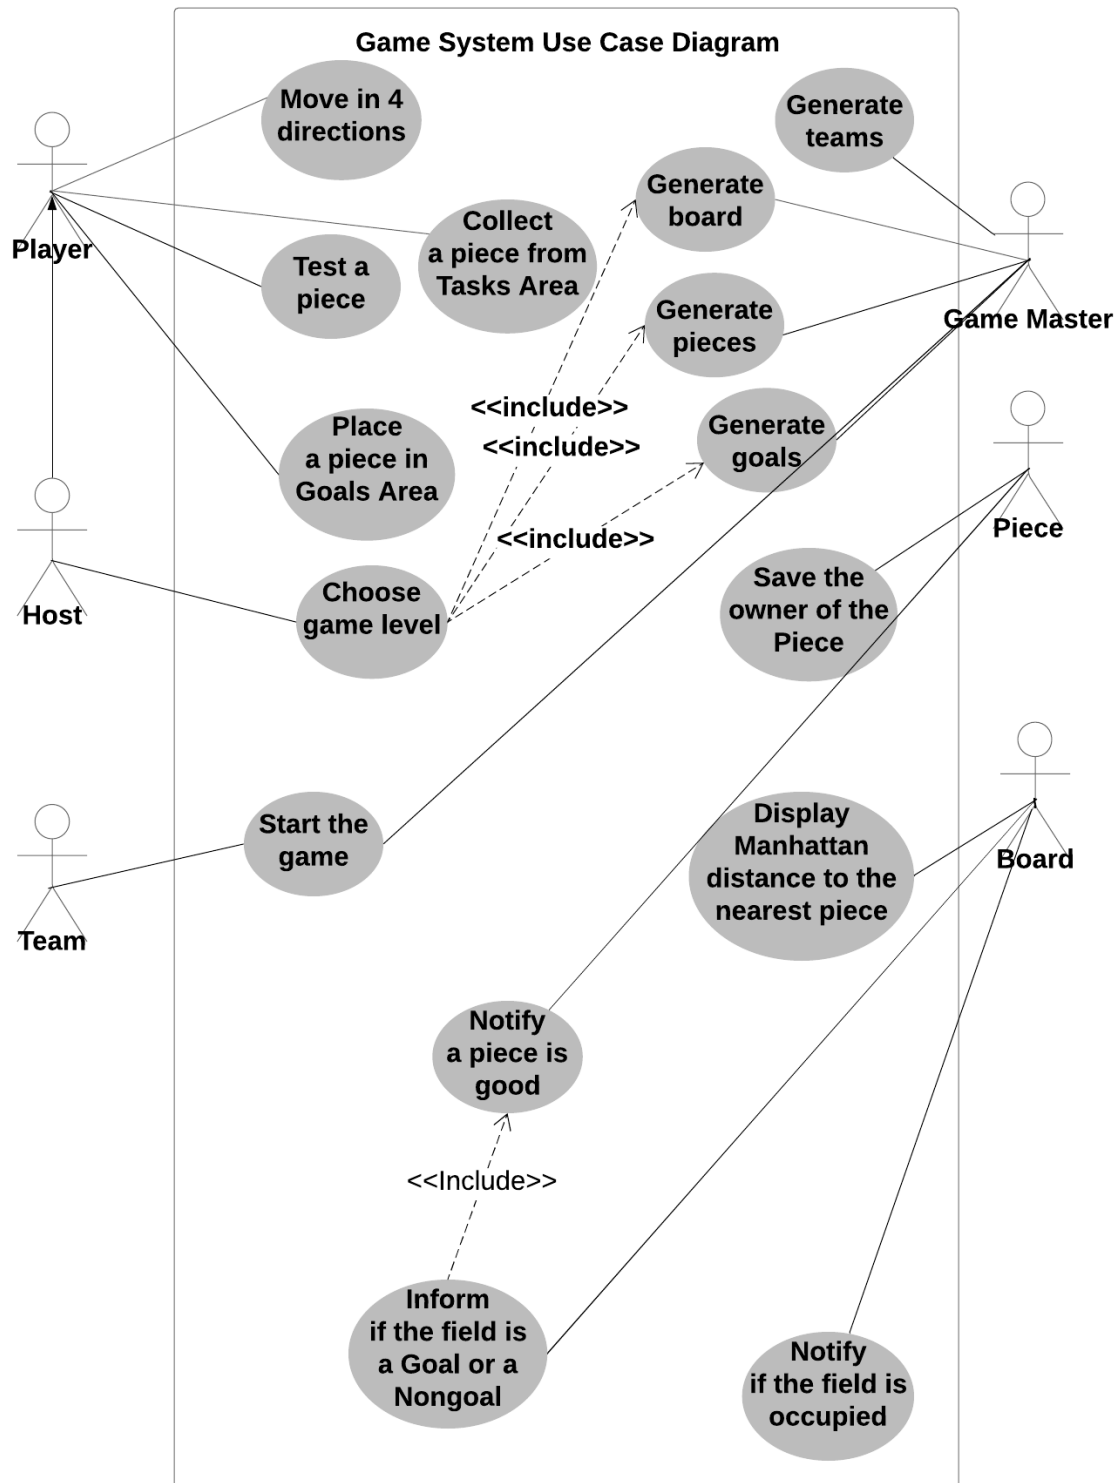 Game System Use Case Diagram
Move in 4
directions
Generate
teams
Generate
board
Player
Collect
a piece from
Tasks Area
Test a
piece
Generate
pieces
Game Master
<<include>>
<<include>>
Generate
goals
Place
a piece in
Goals Area
Piece
<<include>>
Host
Choose
game level
Save the
owner of the
Piece
Start the
game
Display
Manhattan
distance to the
nearest piece
Board
Team
Notify
a piece is
good
<<Include>>
Inform
if the field is
a Goal or a
Nongoal
Notify
if the field is
occupied